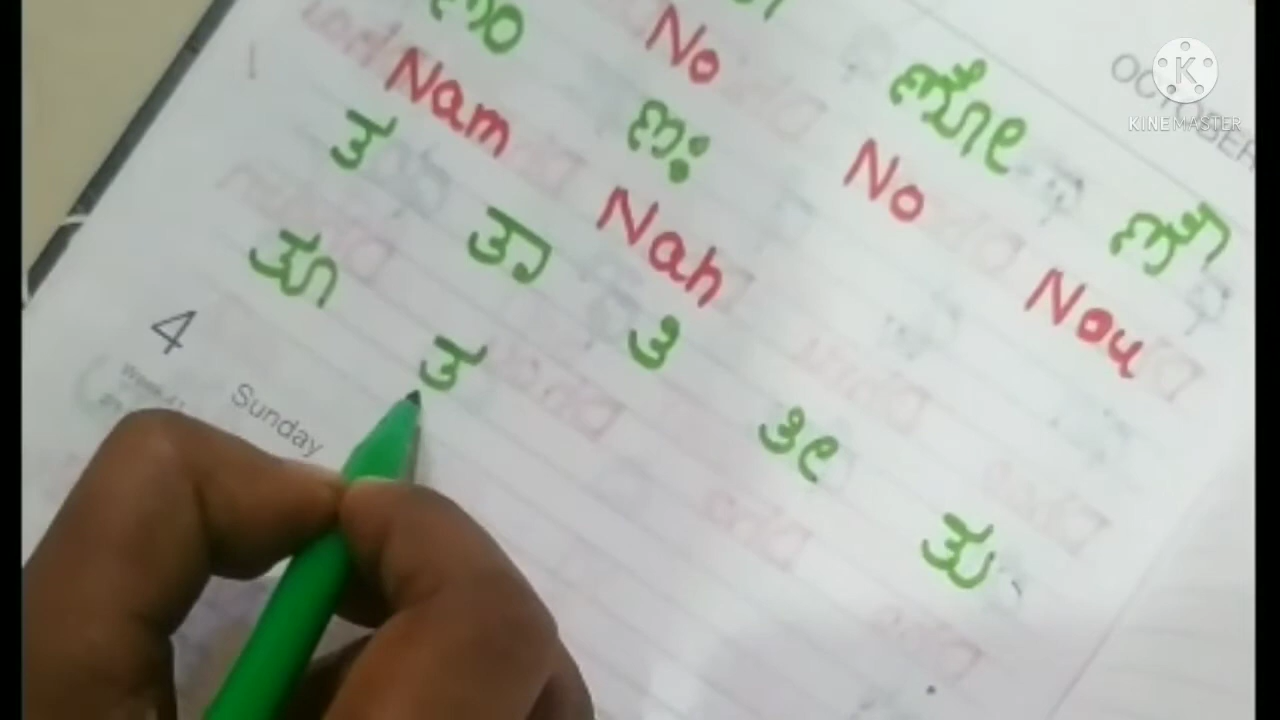 ಣಂ ಣಃ
No No Nou
ಣೋ ಣೌ
Nam Nah
ತ ತಾ ತಿ ತೀ ತು
ತೂ ತ
4
Sunday
OCTOBER
KINEMASTER